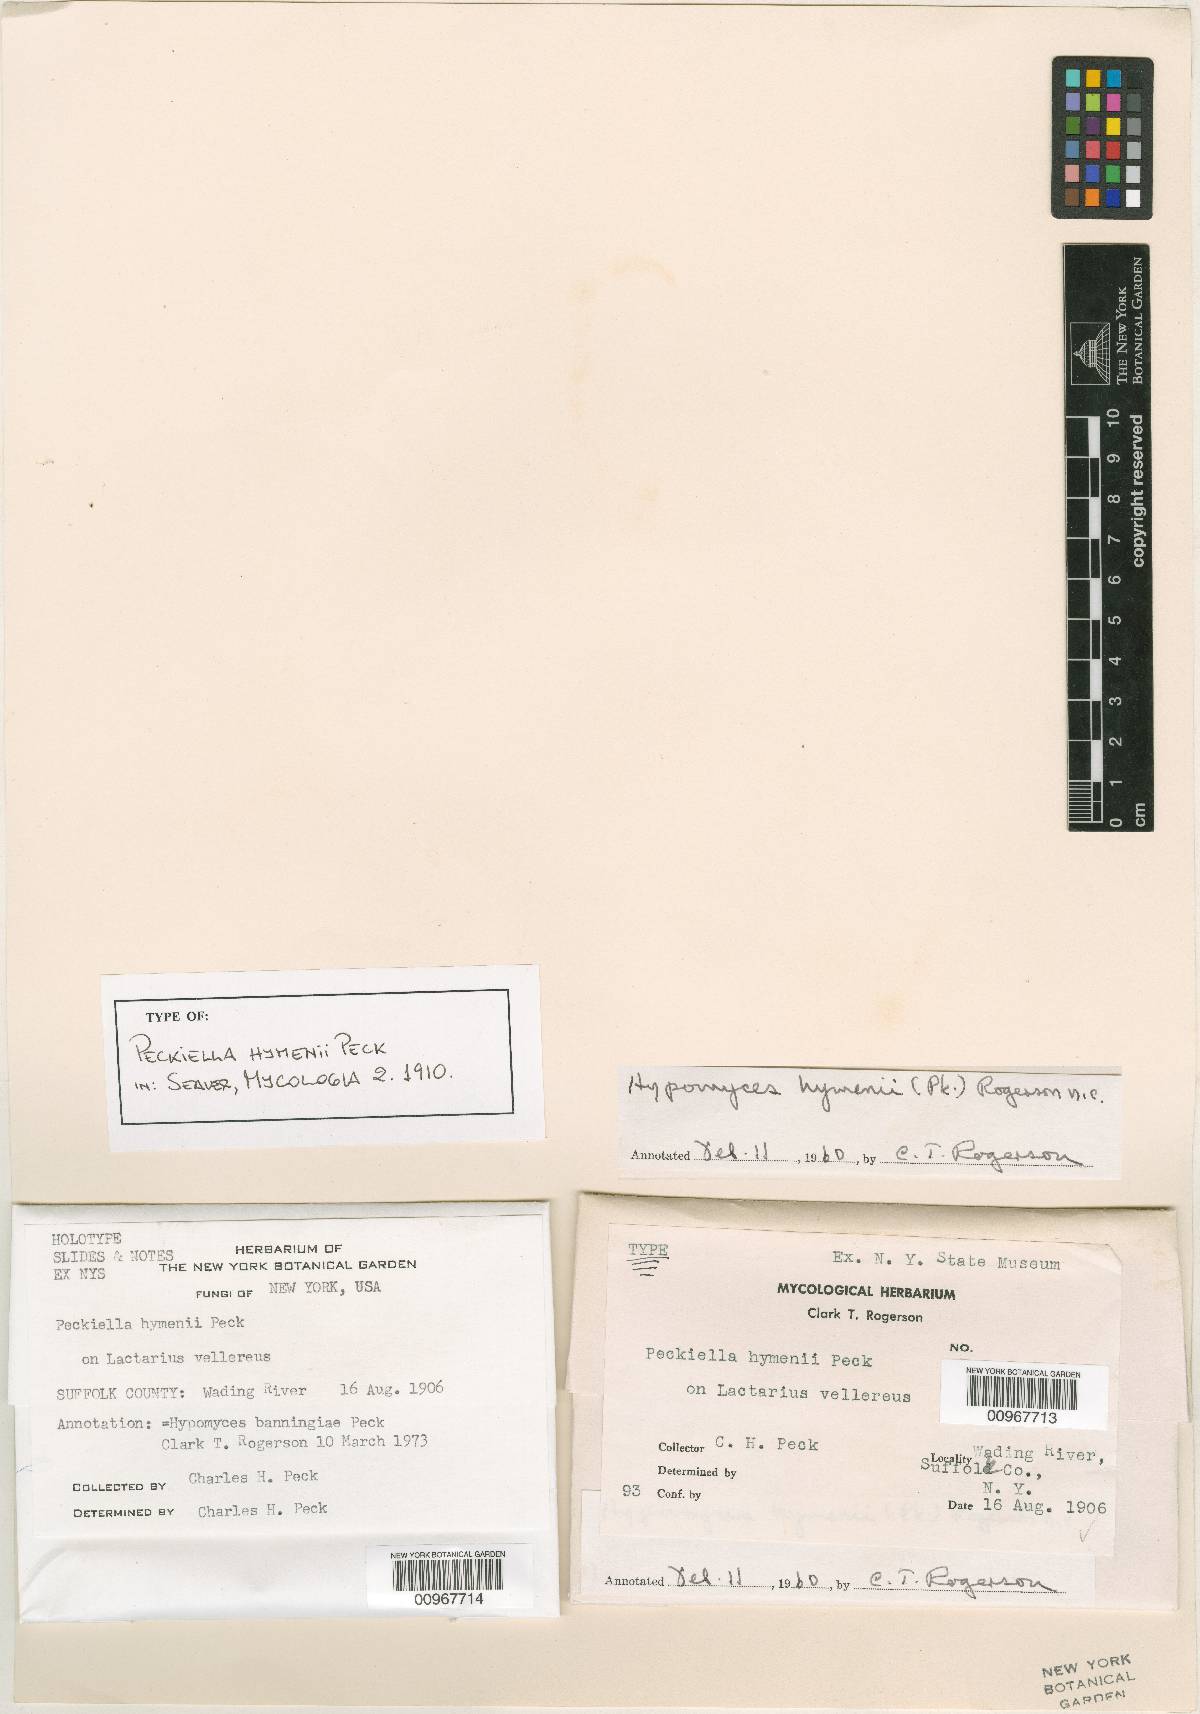 THE NEW YORK
BOTANICAL GARDEN
copyright reserved
0 1 2 3 4 5 6 7 8 9 10
cm
TYPE OF:
PECKIELLA HYMENII PECK
IN: SEAVER, MYCOLOGIA 2. 1910.
Hypomyces hymenii (Pk.) Rogerson n.c.
Annotated Feb. 11, 1960, by C. T. Rogerson
HOLOTYPE
SLIDES & NOTES
EX NYS
HERBARIUM OF
THE NEW YORK BOTANICAL GARDEN
FUNGI OF NEW YORK, USA
Peckiella hymenii Peck
on Lactarius vellereus
SUFFOLK COUNTY: Wading River 16 Aug. 1906
Annotation: =Hypomyces banningiae Peck
Clark T. Rogerson 10 March 1973
COLLECTED BY Charles H. Peck
DETERMINED BY Charles H. Peck
NEW YORK BOTANICAL GARDEN
00967714
TYPE
Ex. N. Y. State Museum
MYCOLOGICAL HERBARIUM
Clark T. Rogerson
NO.
Peckiella hymenii Peck
on Lactarius vellereus
NEW YORK BOTANICAL GARDEN
00967713
Collector C. H. Peck
Locality Wading River,
Suffolk Co.,
N. Y.
Determined by
93 Conf. by
Date 16 Aug. 1906
Annotated Feb. 11, 1960, by C. T. Rogerson
NEW YORK
BOTANICAL
GARDEN